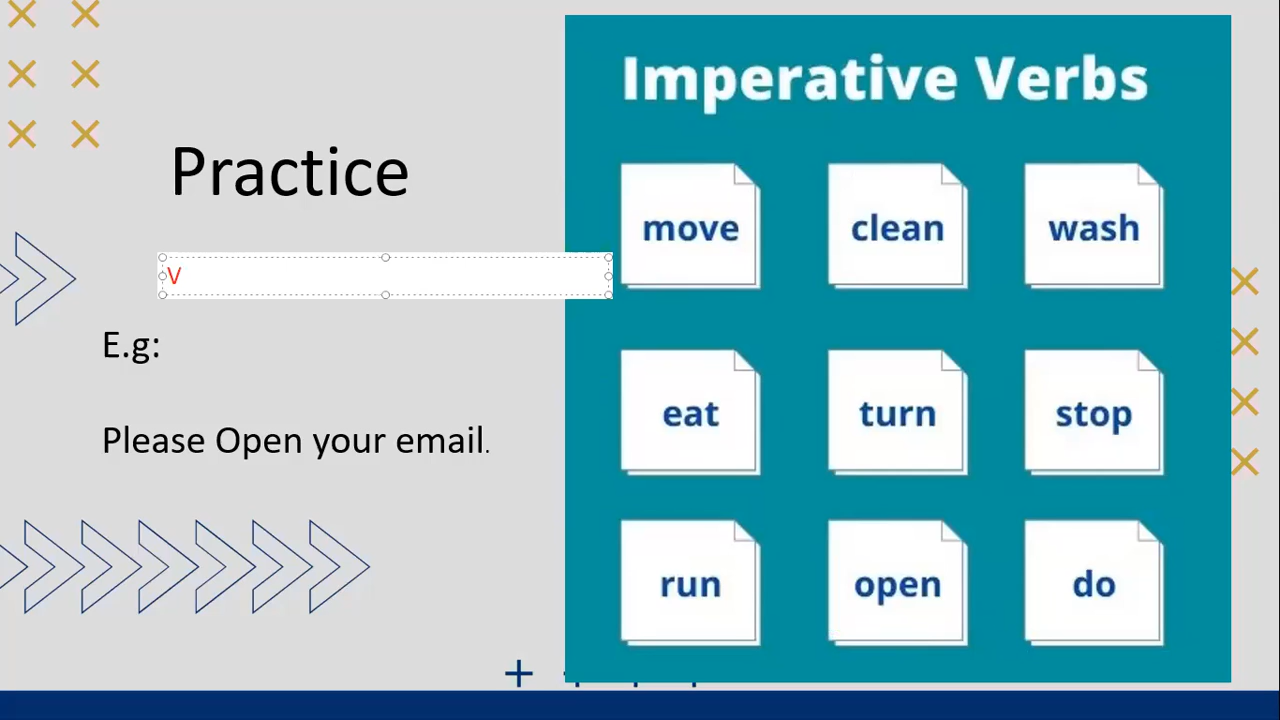 Practice
V
E.g:
Please Open your email.
Imperative Verbs
move clean wash
eat turn stop
run open do